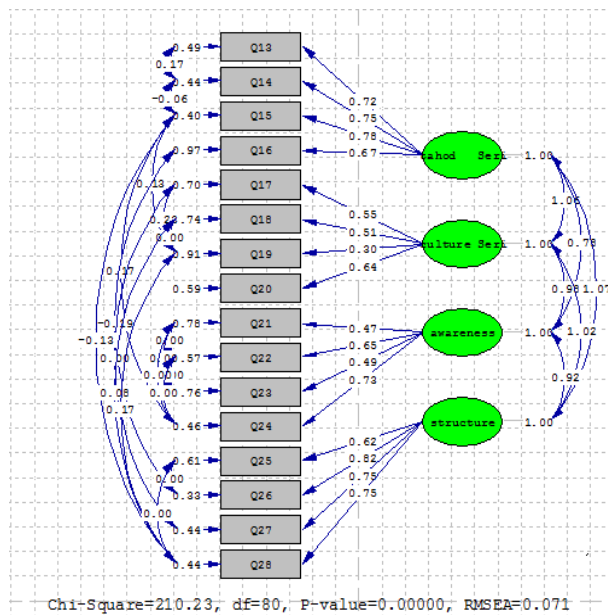 0.49 Q13
0.17
0.44 Q14
-0.06
0.72
0.40 Q15
0.75
0.78
0.97 Q16
0.67
ahod Seri 1.00
0.13 0.70 Q17
1.06
0.55
0.74 Q18
0.51
0.00
culture Seri 1.00
0.91 Q19
0.30
0.64
0.17
0.59 Q20
1.07
-0.19 0.78 Q21
0.47
awareness 1.00 1.02
-0.13
0.00
0.57 Q22
0.65
0.49
0.92
0.08
0.76 Q23
0.73
0.17
0.46 Q24
0.62
structure 1.00
0.61 Q25
0.82
0.00
0.75
0.33 Q26
0.75
0.00
0.44 Q27
0.44 Q28
Chi-Square=210.23, df=80, P-value=0.00000, RMSEA=0.071